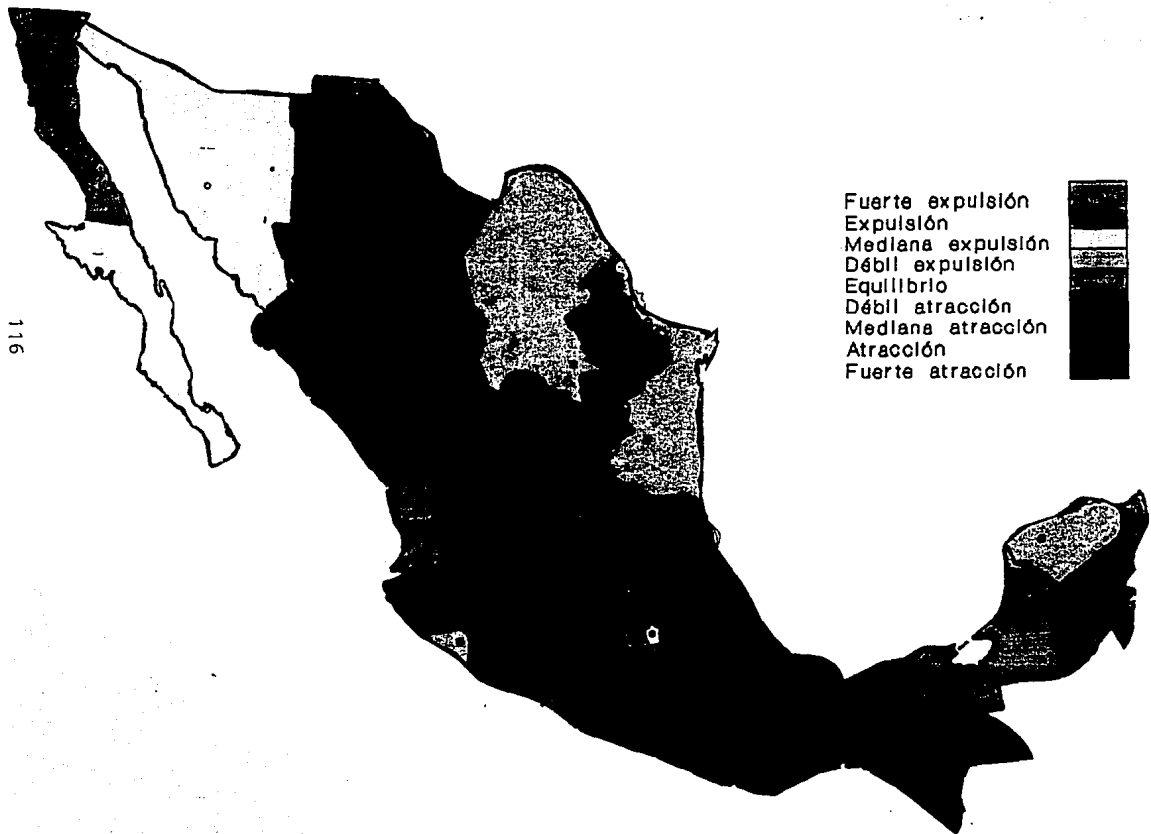 Fuerte expulsión
Expulsión
Mediana expulsión
Débil expulsión
Equilibrio
Débil atracción
Mediana atracción
Atracción
Fuerte atracción
116